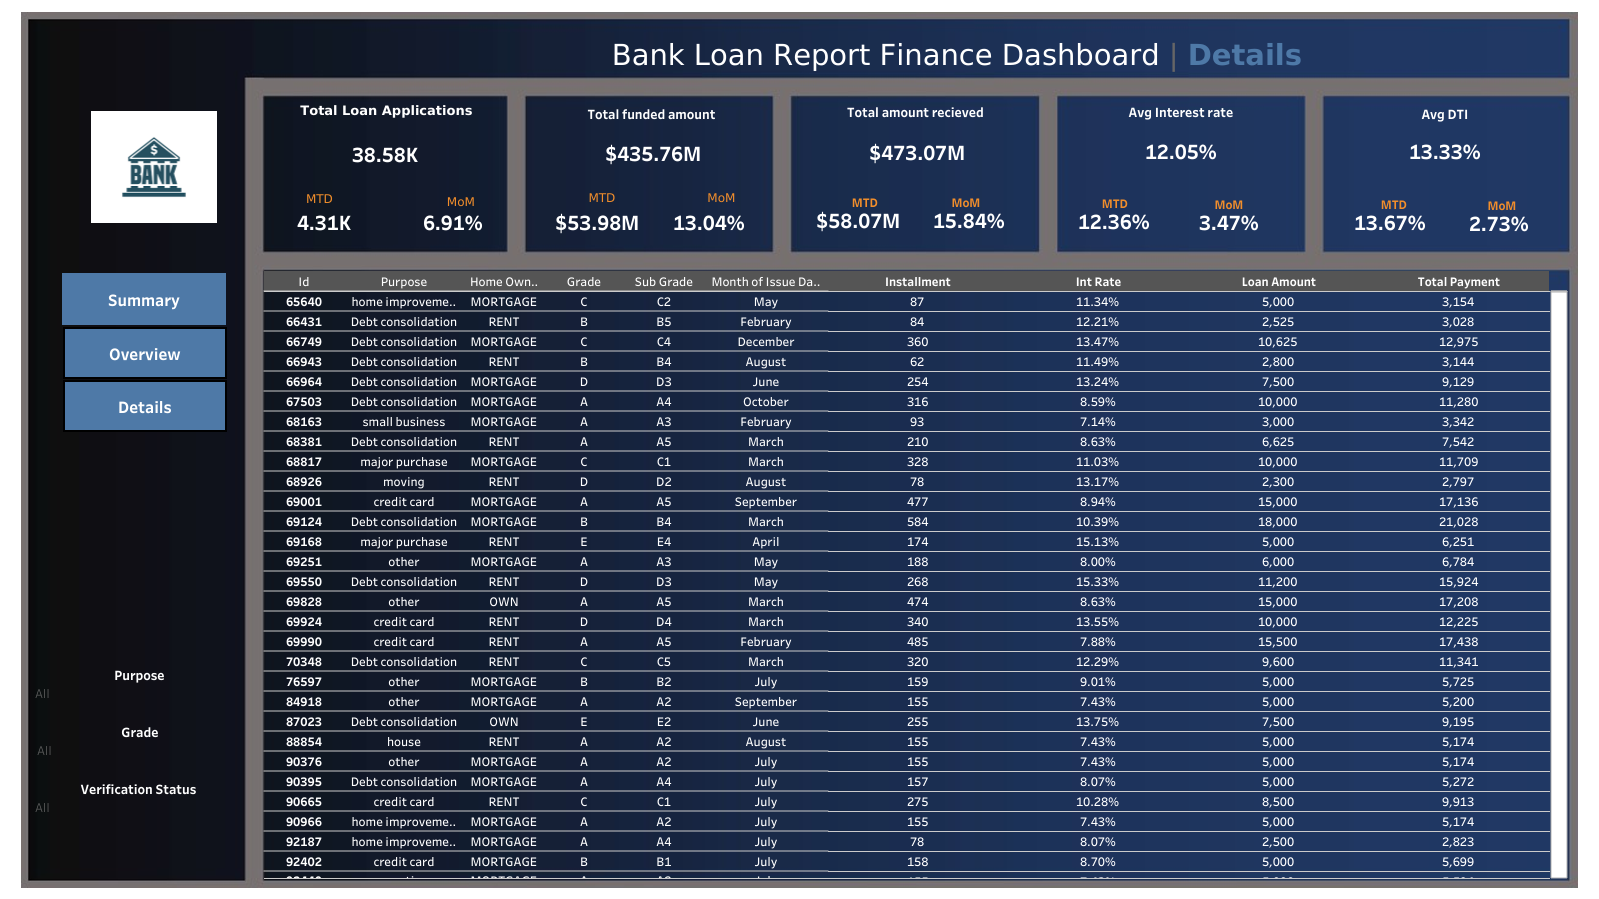 Bank Loan Report Finance Dashboard | Details
$
BANK
Total Loan Applications
38.58K
MTD MoM
4.31K 6.91%
Total funded amount
$435.76M
MTD MoM
$53.98M 13.04%
Total amount recieved
$473.07M
MTD MoM
$58.07M 15.84%
Avg Interest rate
12.05%
MTD MoM
12.36% 3.47%
Avg DTI
13.33%
MTD MoM
13.67% 2.73%
Summary
Overview
Details
Purpose
All
Grade
All
Verification Status
All
Id Purpose Home Own.. Grade Sub Grade Month of Issue Da.. Installment Int Rate Loan Amount Total Payment
65640 home improveme.. MORTGAGE C C2 May 87 11.34% 5,000 3,154
66431 Debt consolidation RENT B B5 February 84 12.21% 2,525 3,028
66749 Debt consolidation MORTGAGE C C4 December 360 13.47% 10,625 12,975
66943 Debt consolidation RENT B B4 August 62 11.49% 2,800 3,144
66964 Debt consolidation MORTGAGE D D3 June 254 13.24% 7,500 9,129
67503 Debt consolidation MORTGAGE A A4 October 316 8.59% 10,000 11,280
68163 small business MORTGAGE A A3 February 93 7.14% 3,000 3,342
68381 Debt consolidation RENT A A5 March 210 8.63% 6,625 7,542
68817 major purchase MORTGAGE C C1 March 328 11.03% 10,000 11,709
68926 moving RENT D D2 August 78 13.17% 2,300 2,797
69001 credit card MORTGAGE A A5 September 477 8.94% 15,000 17,136
69124 Debt consolidation MORTGAGE B B4 March 584 10.39% 18,000 21,028
69168 major purchase RENT E E4 April 174 15.13% 5,000 6,251
69251 other MORTGAGE A A3 May 188 8.00% 6,000 6,784
69550 Debt consolidation RENT D D3 May 268 15.33% 11,200 15,924
69828 other OWN A A5 March 474 8.63% 15,000 17,208
69924 credit card RENT D D4 March 340 13.55% 10,000 12,225
69990 credit card RENT A A5 February 485 7.88% 15,500 17,438
70348 Debt consolidation RENT C C5 March 320 12.29% 9,600 11,341
76597 other MORTGAGE B B2 July 159 9.01% 5,000 5,725
84918 other MORTGAGE A A2 September 155 7.43% 5,000 5,200
87023 Debt consolidation OWN E E2 June 255 13.75% 7,500 9,195
88854 house RENT A A2 August 155 7.43% 5,000 5,174
90376 other MORTGAGE A A2 July 155 7.43% 5,000 5,174
90395 Debt consolidation MORTGAGE A A4 July 157 8.07% 5,000 5,272
90665 credit card RENT C C1 July 275 10.28% 8,500 9,913
90966 home improveme.. MORTGAGE A A2 July 155 7.43% 5,000 5,174
92187 home improveme.. MORTGAGE A A4 July 78 8.07% 2,500 2,823
92402 credit card MORTGAGE B B1 July 158 8.70% 5,000 5,699